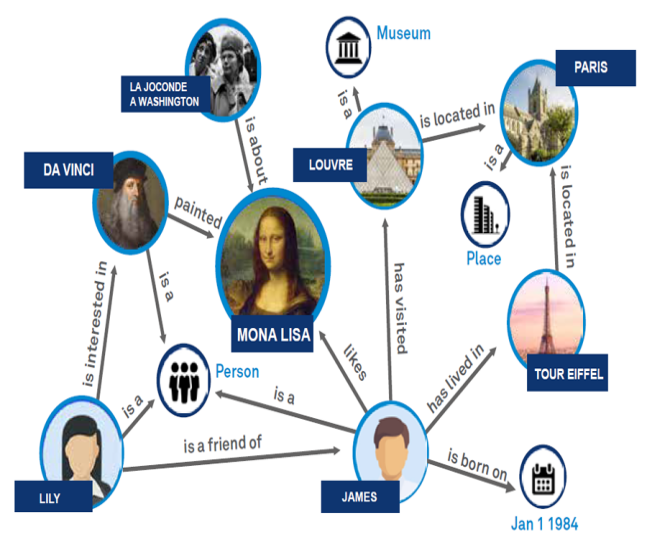 Museum
PARIS
LA JOCONDE
A WASHINGTON
is a
is located in
is about
LOUVRE
is a
DA VINCI
painted
is located in
Place
is a
has visited
is interested in
MONA LISA
likes
has lived in
TOUR EIFFEL
Person
is a
is a
is a friend of
is born on
LILY
JAMES
Jan 1 1984